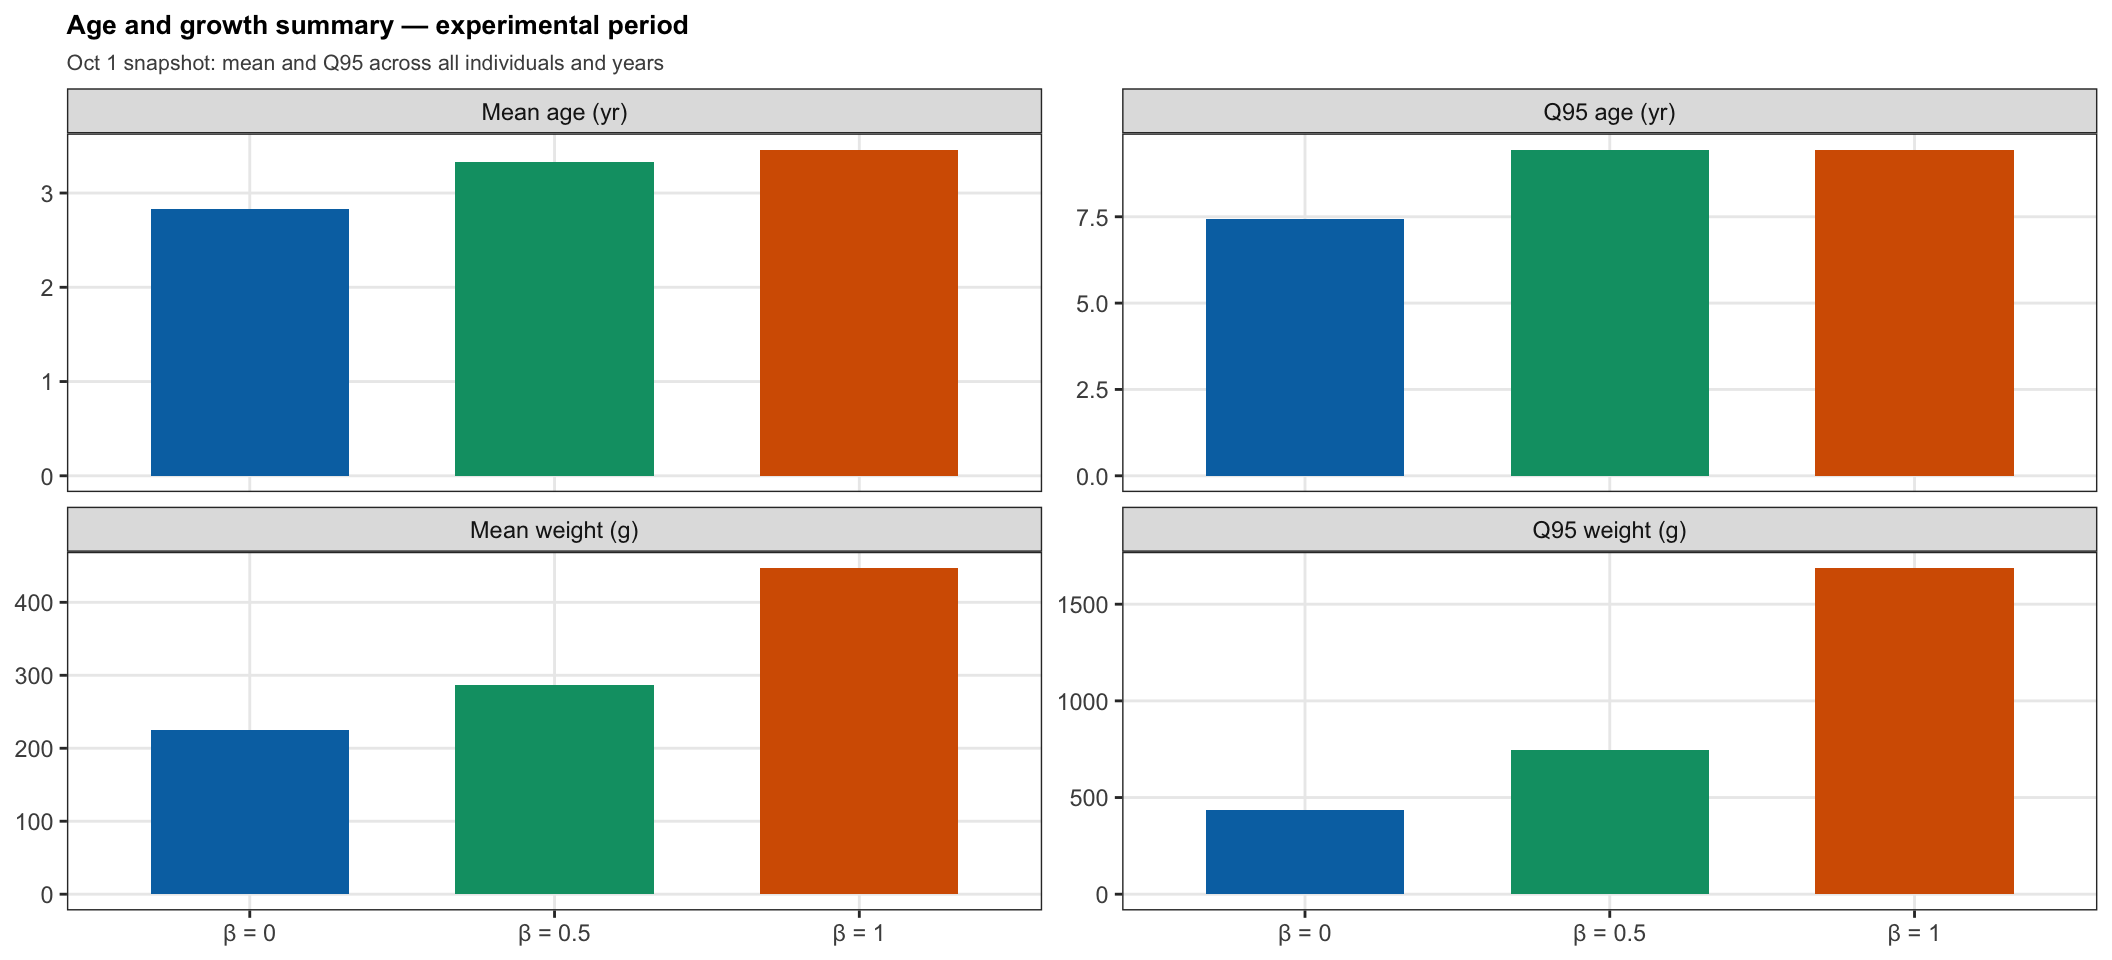 Age and growth summary — experimental period
Oct 1 snapshot: mean and Q95 across all individuals and years
Mean age (yr)
3
2
1
0
Q95 age (yr)
7.5
5.0
2.5
0.0
Mean weight (g)
400
300
200
100
0
β = 0
β = 0.5
β = 1
Q95 weight (g)
1500
1000
500
0
β = 0
β = 0.5
β = 1